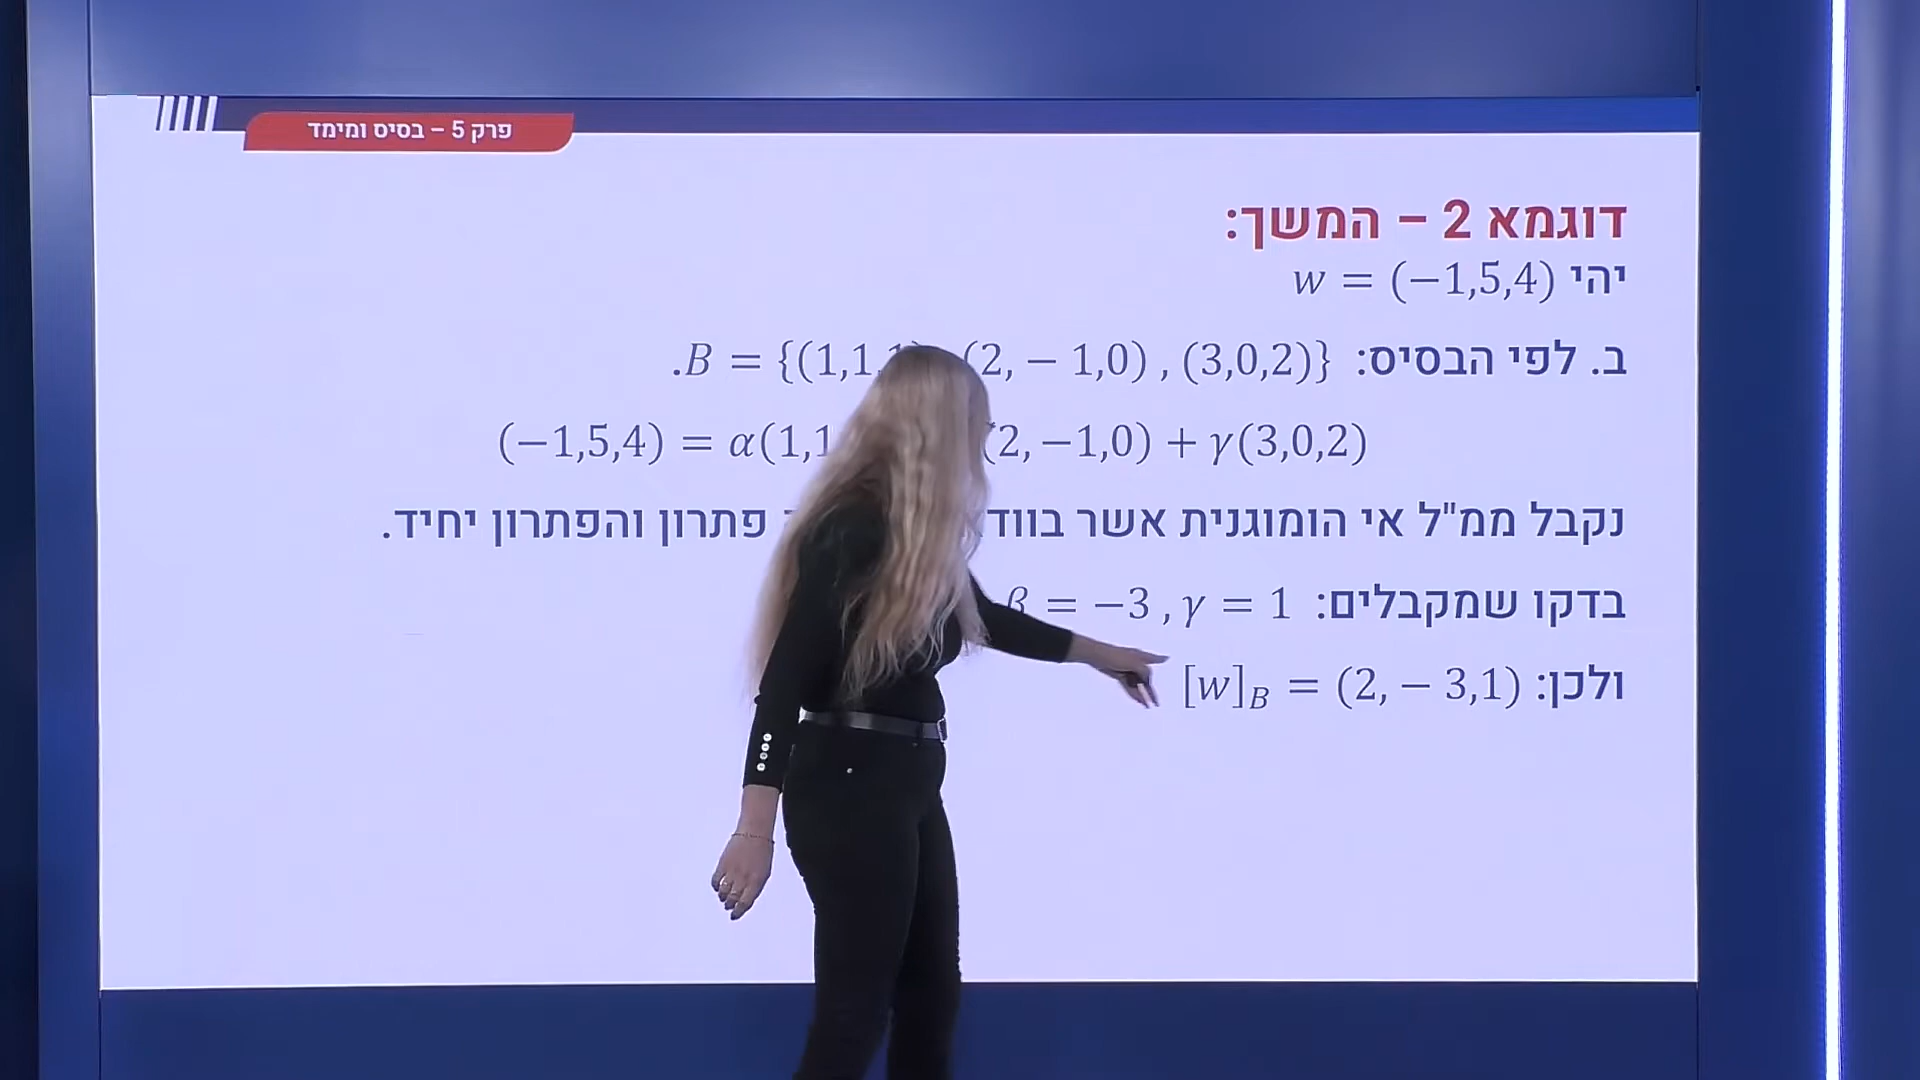 פרק 5 – בסיס ומימד
דוגמא 2 – המשך:
יהי w = (−1,5,4)
ב. לפי הבסיס: B = {(1,1, (2, − 1,0) , (3,0,2)}.
(−1,5,4) = α(1,1 (2, −1,0) + γ(3,0,2)
נקבל ממ"ל אי הומוגנית אשר פתרון והפתרון יחיד.
בדקו שמקבלים: β = −3 , γ = 1
ולכן: [w]_B = (2, − 3,1)